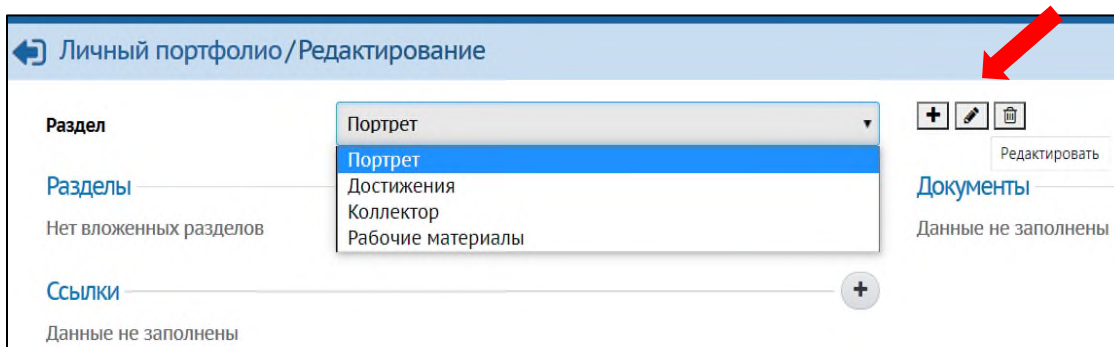 Личный портфолио/Редактирование
Раздел
Портрет
Портрет
Достижения
Коллектор
Рабочие материалы
Редактировать
Разделы
Нет вложенных разделов
Документы
Данные не заполнены
Ссылки
Данные не заполнены